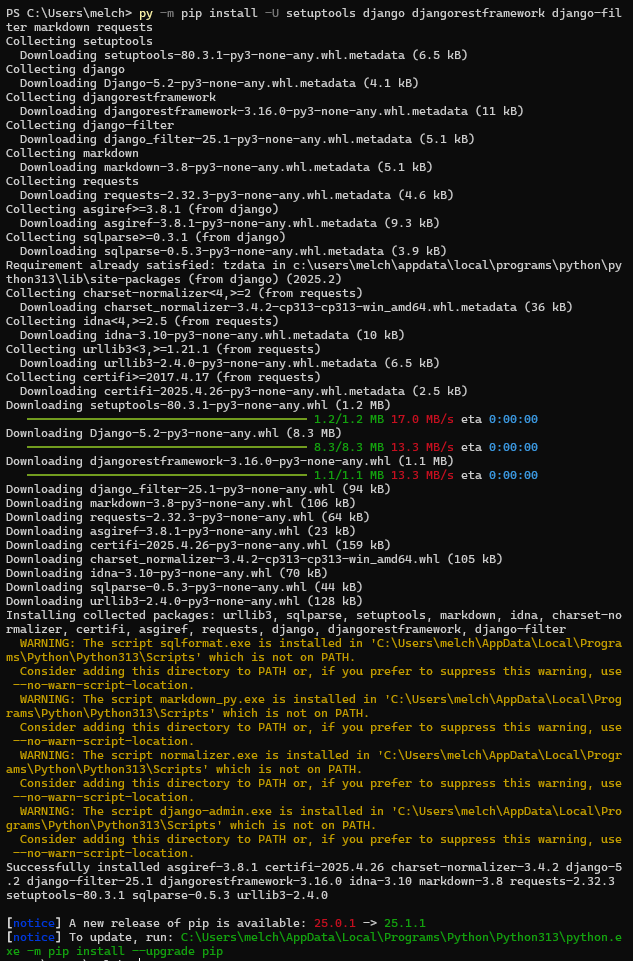 PS C:\Users\melch> py -m pip install -U setuptools django djangorestframework django-fil
ter markdown requests
Collecting setuptools
  Downloading setuptools-80.3.1-py3-none-any.whl.metadata (6.5 kB)
Collecting django
  Downloading Django-5.2-py3-none-any.whl.metadata (4.1 kB)
Collecting djangorestframework
  Downloading djangorestframework-3.16.0-py3-none-any.whl.metadata (11 kB)
Collecting django-filter
  Downloading django_filter-25.1-py3-none-any.whl.metadata (5.1 kB)
Collecting markdown
  Downloading markdown-3.8-py3-none-any.whl.metadata (5.1 kB)
Collecting requests
  Downloading requests-2.32.3-py3-none-any.whl.metadata (4.6 kB)
Collecting asgiref>=3.8.1 (from django)
  Downloading asgiref-3.8.1-py3-none-any.whl.metadata (9.3 kB)
Collecting sqlparse>=0.3.1 (from django)
  Downloading sqlparse-0.5.3-py3-none-any.whl.metadata (3.9 kB)
Requirement already satisfied: tzdata in c:\users\melch\appdata\local\programs\python\py
thon313\lib\site-packages (from django) (2025.2)
Collecting charset-normalizer<4,>=2 (from requests)
  Downloading charset_normalizer-3.4.2-cp313-cp313-win_amd64.whl.metadata (36 kB)
Collecting idna<4,>=2.5 (from requests)
  Downloading idna-3.10-py3-none-any.whl.metadata (10 kB)
Collecting urllib3<3,>=1.21.1 (from requests)
  Downloading urllib3-2.4.0-py3-none-any.whl.metadata (6.5 kB)
Collecting certifi>=2017.4.17 (from requests)
  Downloading certifi-2025.4.26-py3-none-any.whl.metadata (2.5 kB)
Downloading setuptools-80.3.1-py3-none-any.whl (1.2 MB)
1.2/1.2 MB 17.0 MB/s eta 0:00:00
Downloading Django-5.2-py3-none-any.whl (8.3 MB)
8.3/8.3 MB 13.3 MB/s eta 0:00:00
Downloading djangorestframework-3.16.0-py3-none-any.whl (1.1 MB)
1.1/1.1 MB 13.3 MB/s eta 0:00:00
Downloading django_filter-25.1-py3-none-any.whl (94 kB)
Downloading markdown-3.8-py3-none-any.whl (106 kB)
Downloading requests-2.32.3-py3-none-any.whl (64 kB)
Downloading asgiref-3.8.1-py3-none-any.whl (23 kB)
Downloading certifi-2025.4.26-py3-none-any.whl (159 kB)
Downloading charset_normalizer-3.4.2-cp313-cp313-win_amd64.whl (105 kB)
Downloading idna-3.10-py3-none-any.whl (70 kB)
Downloading sqlparse-0.5.3-py3-none-any.whl (44 kB)
Downloading urllib3-2.4.0-py3-none-any.whl (128 kB)
Installing collected packages: urllib3, sqlparse, setuptools, markdown, idna, charset-no
rmalizer, certifi, asgiref, requests, django, djangorestframework, django-filter
  WARNING: The script sqlformat.exe is installed in 'C:\Users\melch\AppData\Local\Progra
ms\Python\Python313\Scripts' which is not on PATH.
  Consider adding this directory to PATH or, if you prefer to suppress this warning, use
 --no-warn-script-location.
  WARNING: The script markdown_py.exe is installed in 'C:\Users\melch\AppData\Local\Prog
rams\Python\Python313\Scripts' which is not on PATH.
  Consider adding this directory to PATH or, if you prefer to suppress this warning, use
 --no-warn-script-location.
  WARNING: The script normalizer.exe is installed in 'C:\Users\melch\AppData\Local\Progr
ams\Python\Python313\Scripts' which is not on PATH.
  Consider adding this directory to PATH or, if you prefer to suppress this warning, use
 --no-warn-script-location.
  WARNING: The script django-admin.exe is installed in 'C:\Users\melch\AppData\Local\Pro
grams\Python\Python313\Scripts' which is not on PATH.
  Consider adding this directory to PATH or, if you prefer to suppress this warning, use
 --no-warn-script-location.
Successfully installed asgiref-3.8.1 certifi-2025.4.26 charset-normalizer-3.4.2 django-5
.2 django-filter-25.1 djangorestframework-3.16.0 idna-3.10 markdown-3.8 requests-2.32.3
setuptools-80.3.1 sqlparse-0.5.3 urllib3-2.4.0
[notice] A new release of pip is available: 25.0.1 -> 25.1.1
[notice] To update, run: C:\Users\melch\AppData\Local\Programs\Python\Python313\python.e
xe -m pip install --upgrade pip